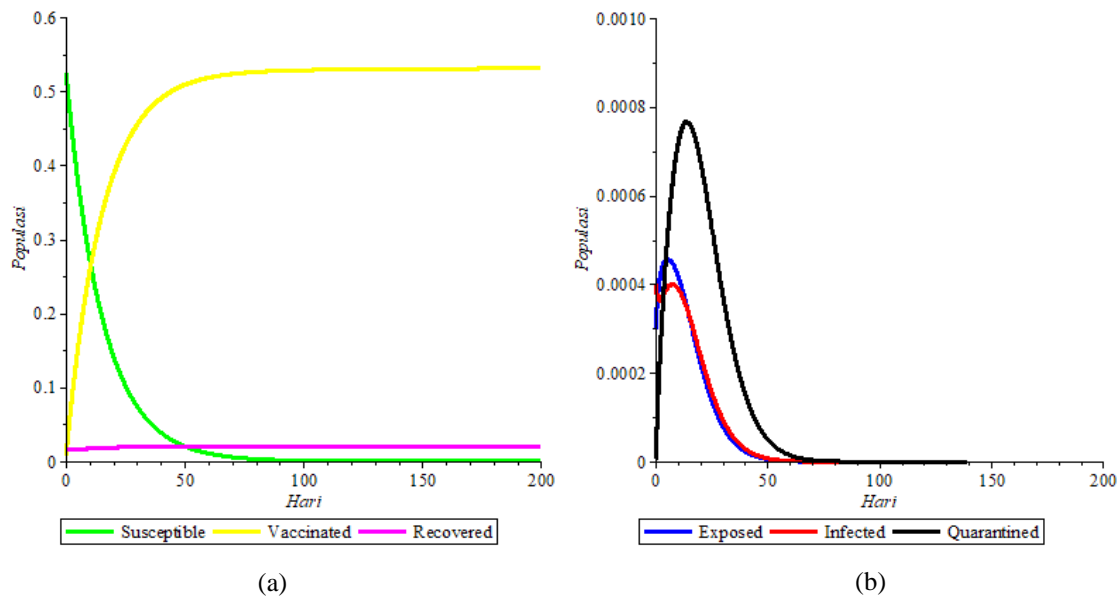 0.6
0.5
0.4
0.3
0.2
0.1
0
Populasi
0 50 100 150 200
Hari
Susceptible Vaccinated Recovered
(a)
0.0010
0.0008
0.0006
0.0004
0.0002
0
Populasi
0 50 100 150 200
Hari
Exposed Infected Quarantined
(b)